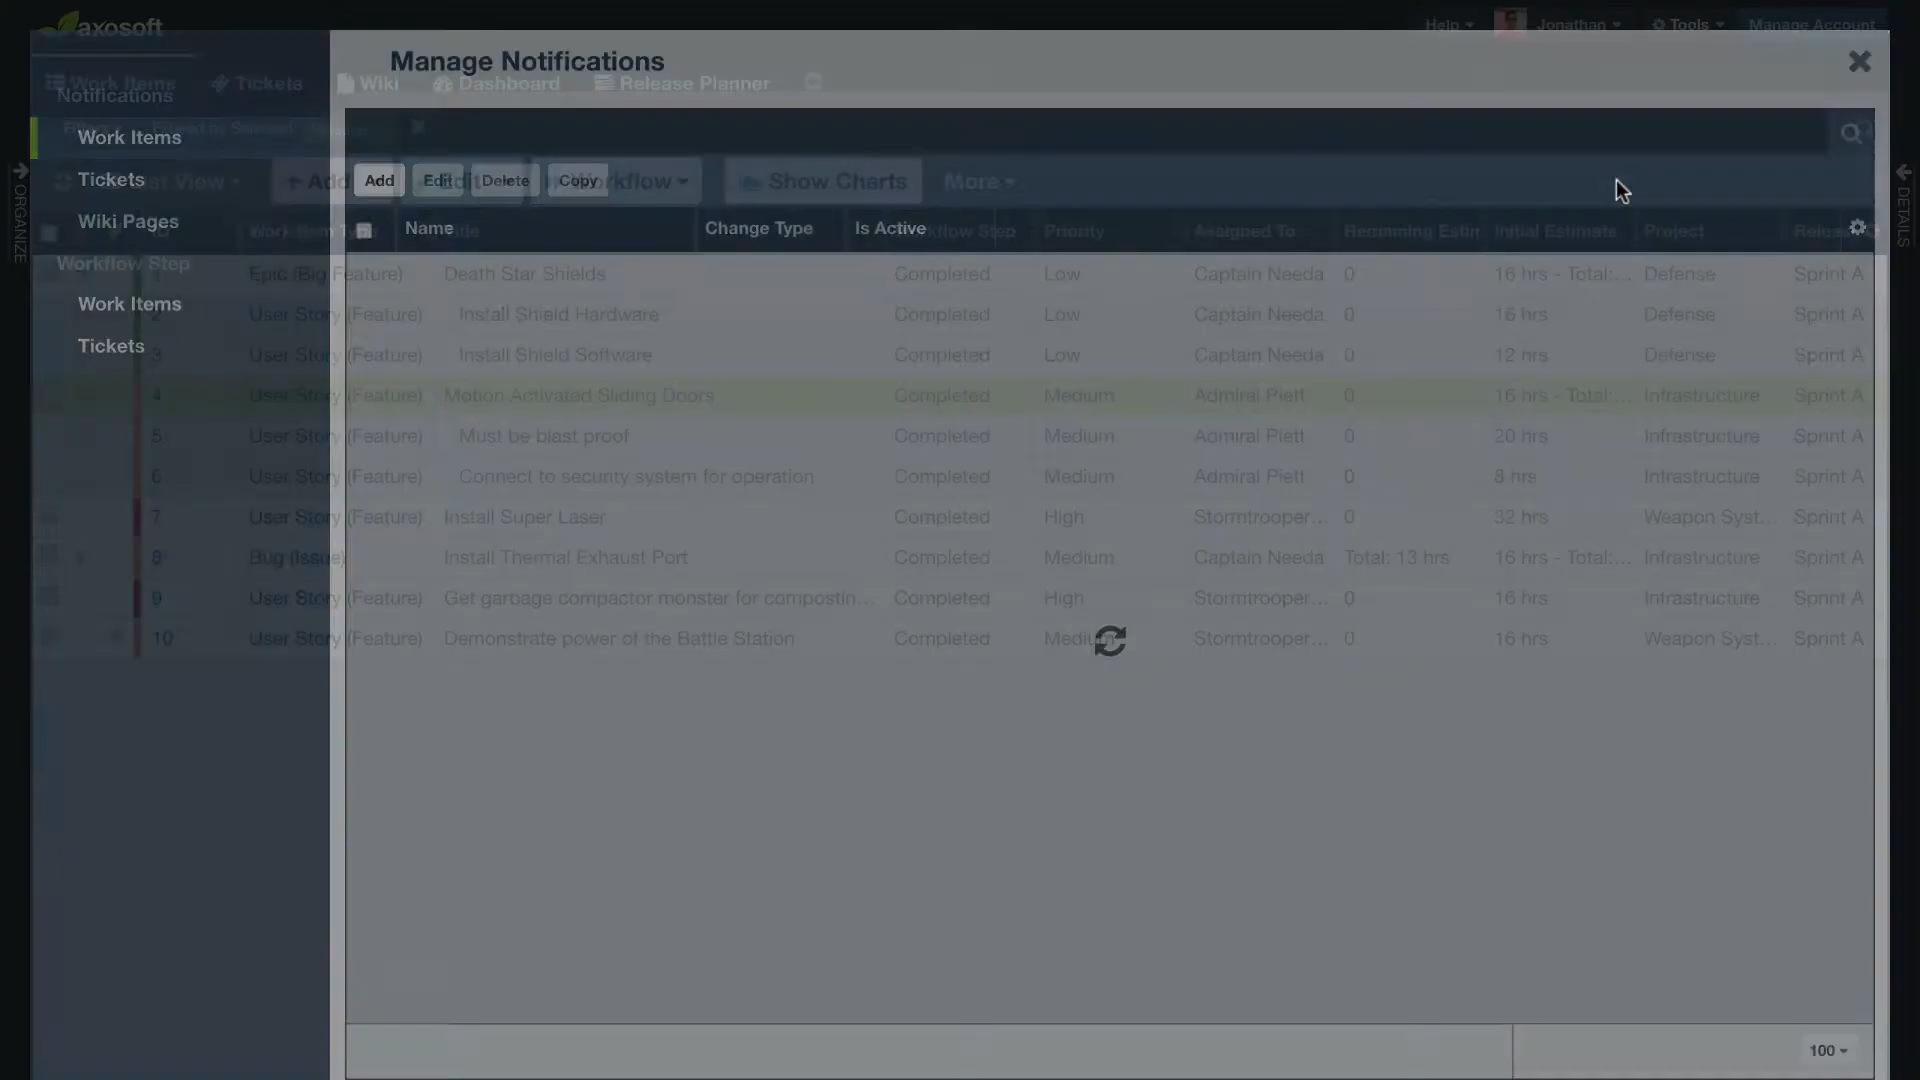 axosoft
Help
Jonathan
Tools
Manage Account
Manage Notifications
Work Items
Tickets
Wiki
Dashboard
Release Planner
Notifications
Work Items
Tickets
Wiki Pages
Workflow Step
Work Items
Tickets
ORGANIZE
DETAILS
View
Add
Edit
Workflow
Show Charts
More
Add
Edit
Delete
Copy
Name
Change Type
Is Active
Priority
Assigned To
Remaining Estim
Initial Estimate
Project
Epic (Big Feature) Death Star Shields Completed Low Captain Needa 0 16 hrs - Total:... Defense Sprint A
2 User Story (Feature) Install Shield Hardware Completed Low Captain Needa 0 16 hrs Defense Sprint A
3 User Story (Feature) Install Shield Software Completed Low Captain Needa 0 12 hrs Defense Sprint A
4 User Story (Feature) Motion Activated Sliding Doors Completed Medium Admiral Piett 0 16 hrs - Total:... Infrastructure Sprint A
5 User Story (Feature) Must be blast proof Completed Medium Admiral Piett 0 20 hrs Infrastructure Sprint A
6 User Story (Feature) Connect to security system for operation Completed Medium Admiral Piett 0 8 hrs Infrastructure Sprint A
7 User Story (Feature) Install Super Laser Completed High Stormtrooper... 0 32 hrs Weapon Syst... Sprint A
8 Bug (Issue) Install Thermal Exhaust Port Completed Medium Captain Needa Total: 13 hrs 16 hrs - Total:... Infrastructure Sprint A
9 User Story (Feature) Get garbage compactor monster for compostin... Completed High Stormtrooper... 0 16 hrs Infrastructure Sprint A
10 User Story (Feature) Demonstrate power of the Battle Station Completed Medium Stormtrooper... 0 16 hrs Weapon Syst... Sprint A
100